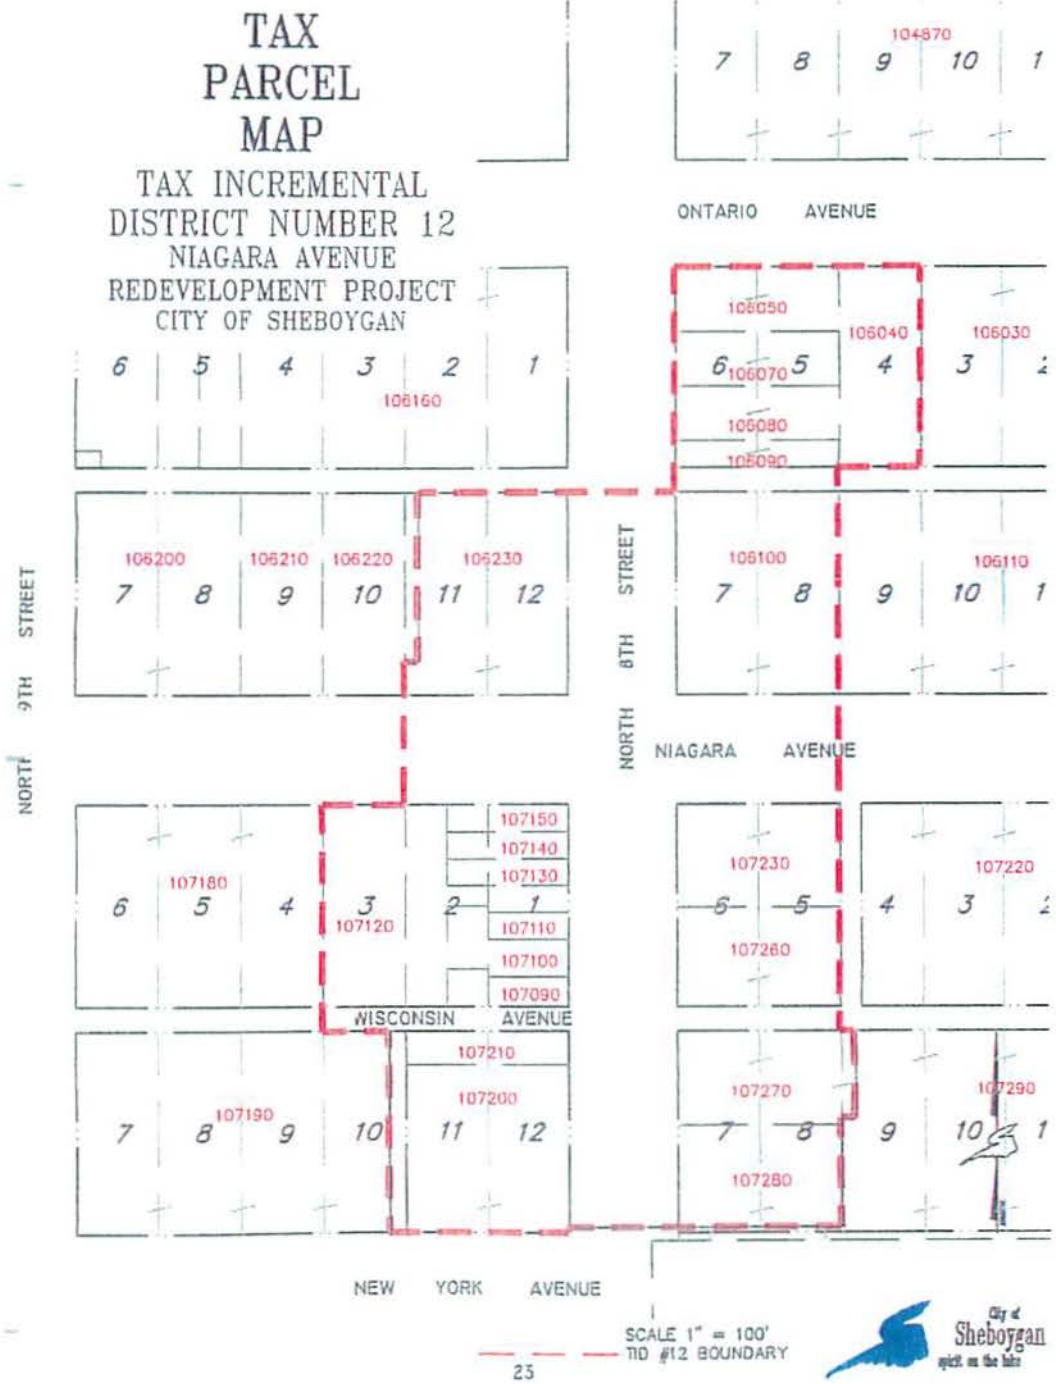 TAX
PARCEL
MAP
TAX INCREMENTAL
DISTRICT NUMBER 12
NIAGARA AVENUE
REDEVELOPMENT PROJECT
CITY OF SHEBOYGAN
104870
7 8 9 10 1
ONTARIO AVENUE
106050
106040 106030
6 5 4 3 2 1
106160
6 106070 5 4 3 2
106080
106090
106200 106210 106220 106230
7 8 9 10 11 12
106100 106110
7 8 9 10 1
NORTH 9TH STREET
NORTH 8TH STREET
NIAGARA AVENUE
107150
107140
107130
107180
6 5 4 3 2 1
107120
107110
107100
107090
107230 107220
6 5 4 3 2
107260
WISCONSIN AVENUE
107210
107200
107190
7 8 9 10 11 12
107270 107290
7 8 9 10 1
107280
NEW YORK AVENUE
SCALE 1" = 100'
TID #12 BOUNDARY
23
City of
Sheboygan
spirit on the lake